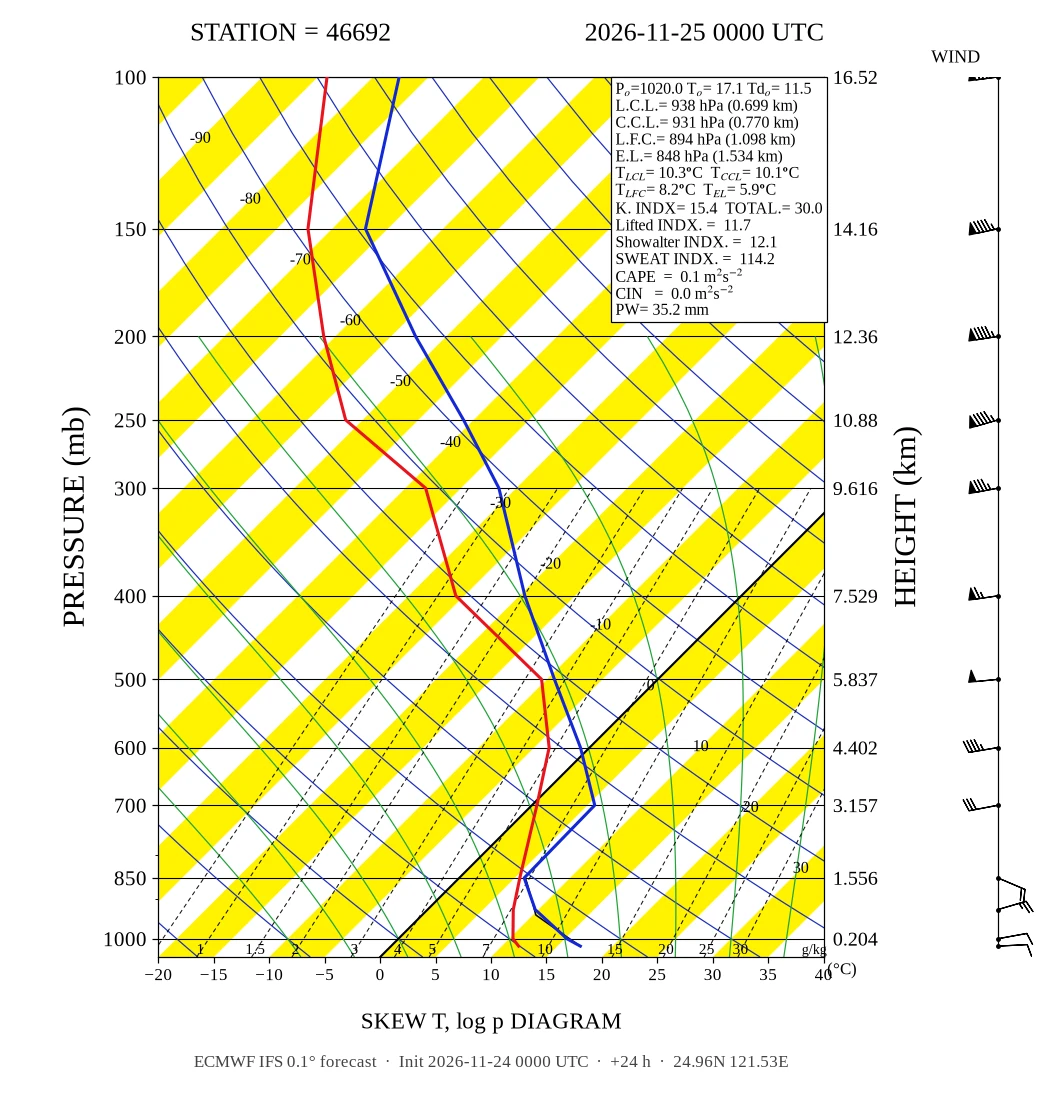 STATION = 46692
2026-11-25 0000 UTC
WIND
Po=1020.0 To= 17.1 Tdo= 11.5
L.C.L.= 938 hPa (0.699 km)
C.C.L.= 931 hPa (0.770 km)
L.F.C.= 894 hPa (1.098 km)
E.L.= 848 hPa (1.534 km)
TLCL= 10.3°C TCCL= 10.1°C
TLFC= 8.2°C TEL= 5.9°C
K. INDX= 15.4 TOTAL.= 30.0
Lifted INDX. = 11.7
Showalter INDX. = 12.1
SWEAT INDX. = 114.2
CAPE = 0.1 m²s⁻²
CIN = 0.0 m²s⁻²
PW= 35.2 mm
100 16.52
-90
-80
150 14.16
-70
-60
200 12.36
-50
250 10.88
-40
300 9.616
-30
-20
400 7.529
-10
500 5.837
0
600 4.402
10
700 3.157
20
30
850 1.556
1000 0.204
PRESSURE (mb)
HEIGHT (km)
1 1.5 2 3 4 5 7 10 15 20 25 30 g/kg
−20 −15 −10 −5 0 5 10 15 20 25 30 35 40 (°C)
SKEW T, log p DIAGRAM
ECMWF IFS 0.1° forecast · Init 2026-11-24 0000 UTC · +24 h · 24.96N 121.53E